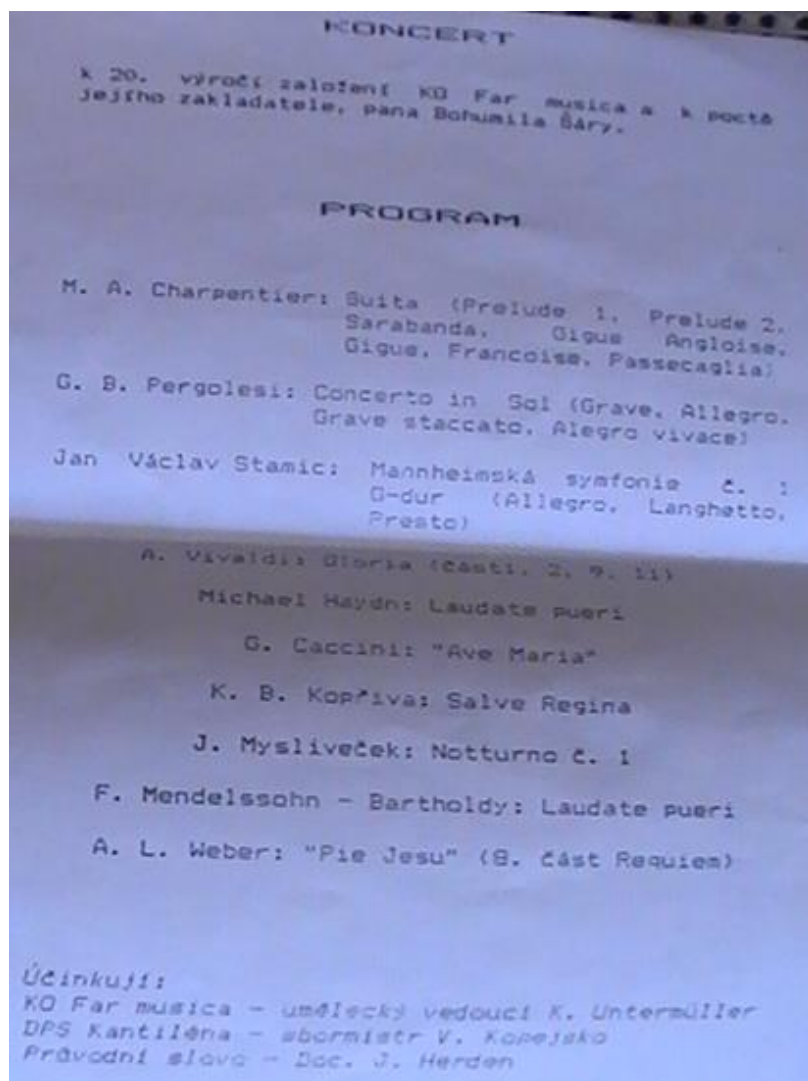 KONCERT
k 20. výročí založení KO Far musica a k poctě
jejího zakladatele, pana Bohumila Šáry.
PROGRAM
M. A. Charpentier: Suita (Prelude 1, Prelude 2,
Sarabanda, Gigue Angloise,
Gigue, Francoise, Passecaglia)
G. B. Pergolesi: Concerto in Sol (Grave, Allegro,
Grave staccato, Alegro vivace)
Jan Václav Stamic: Mannheimská symfonie č. 1
G-dur (Allegro, Langhetto,
Presto)
A. Vivaldi: Gloria (části, 2, 9, 11)
Michael Haydn: Laudate pueri
G. Caccini: "Ave Maria"
K. B. Kopřiva: Salve Regina
J. Mysliveček: Notturno č. 1
F. Mendelssohn - Bartholdy: Laudate pueri
A. L. Weber: "Pie Jesu" (8. část Requiem)
Účinkují:
KO Far musica - umělecký vedoucí K. Untermüller
DPS Kantiléna - sbormistr V. Kopejsko
Průvodní slovo - Doc. J. Herden